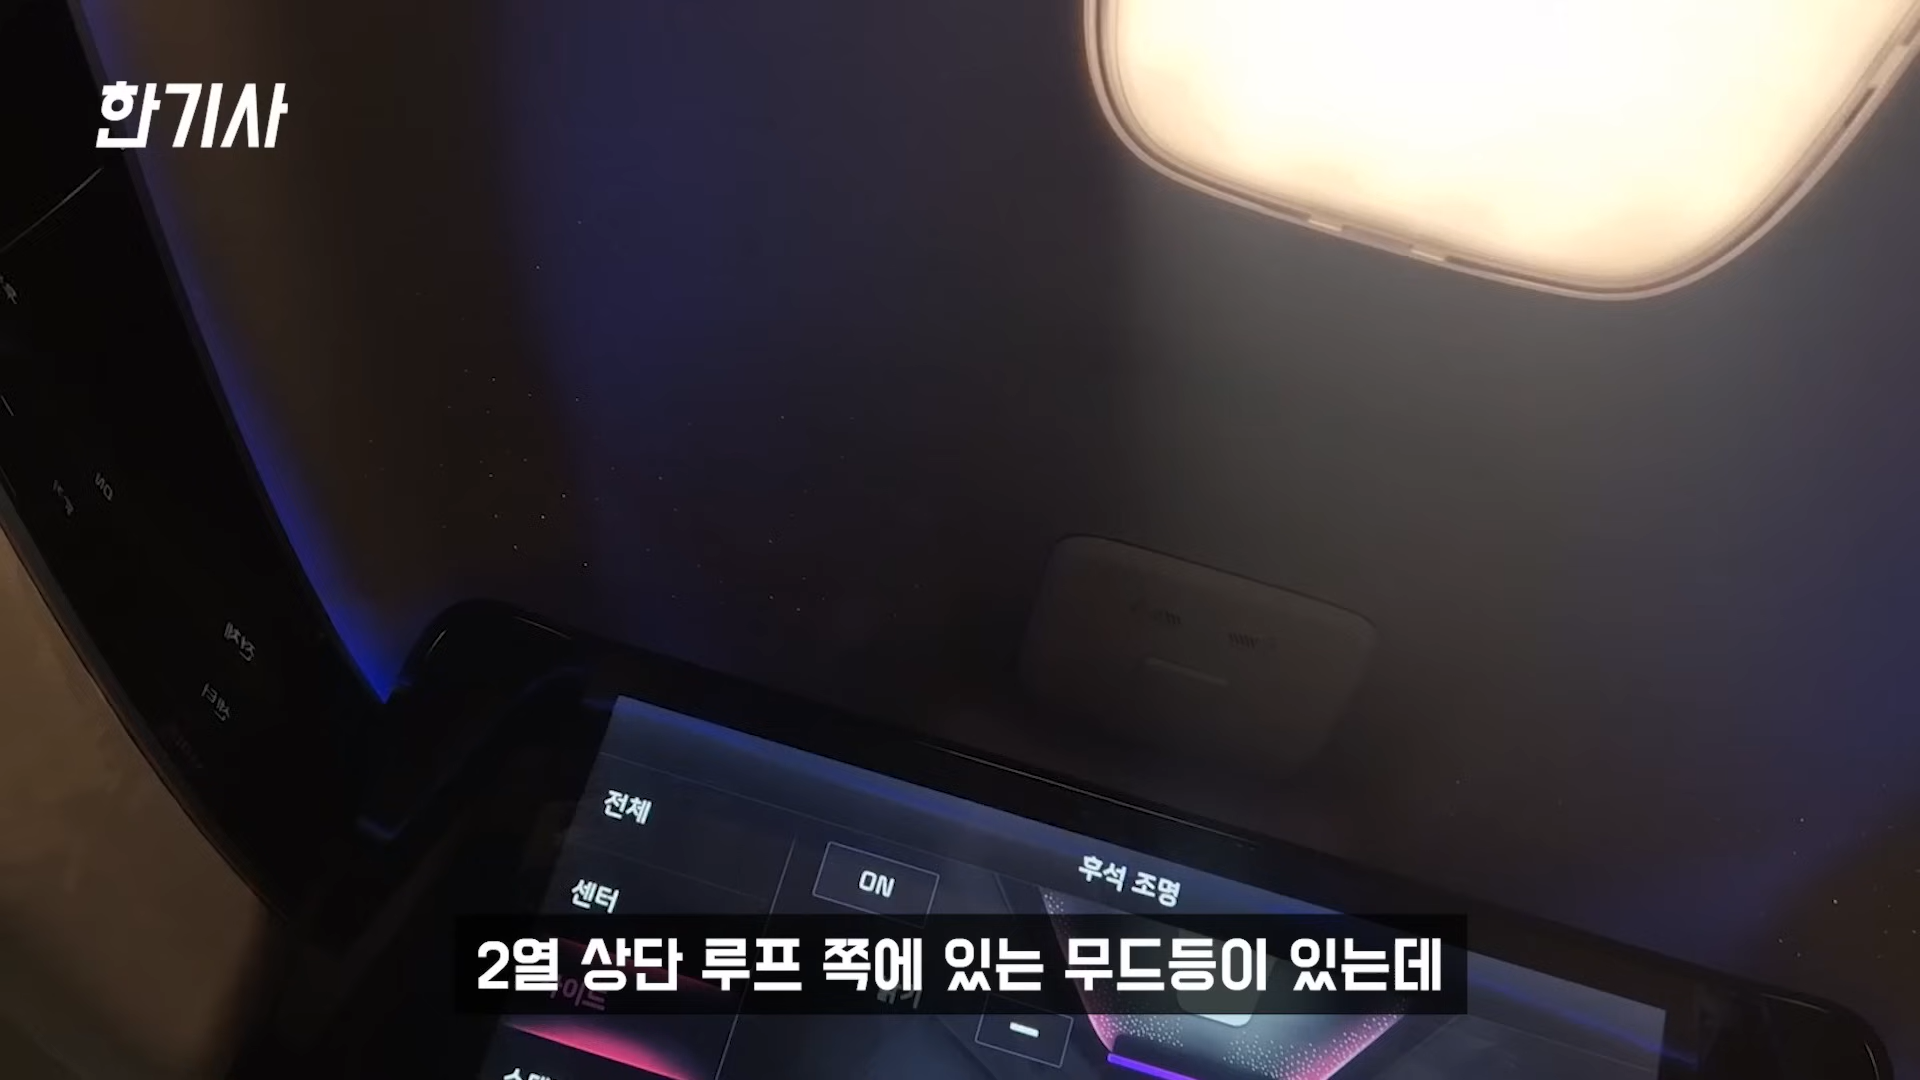 한기사
전체
ON
후석 조명
센터
2열 상단 루프 쪽에 있는 무드등이 있는데